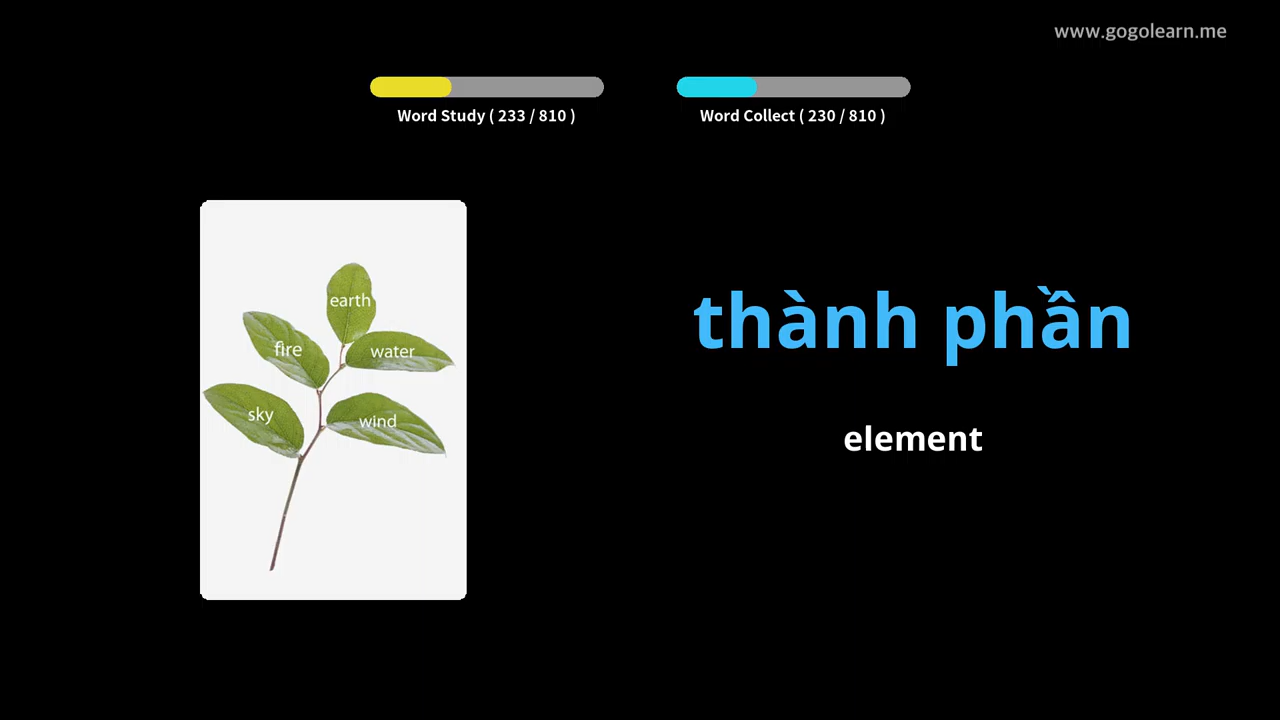 www.gogolearn.me
Word Study ( 233 / 810 )
Word Collect ( 230 / 810 )
earth
fire
water
sky
wind
thành phần
element